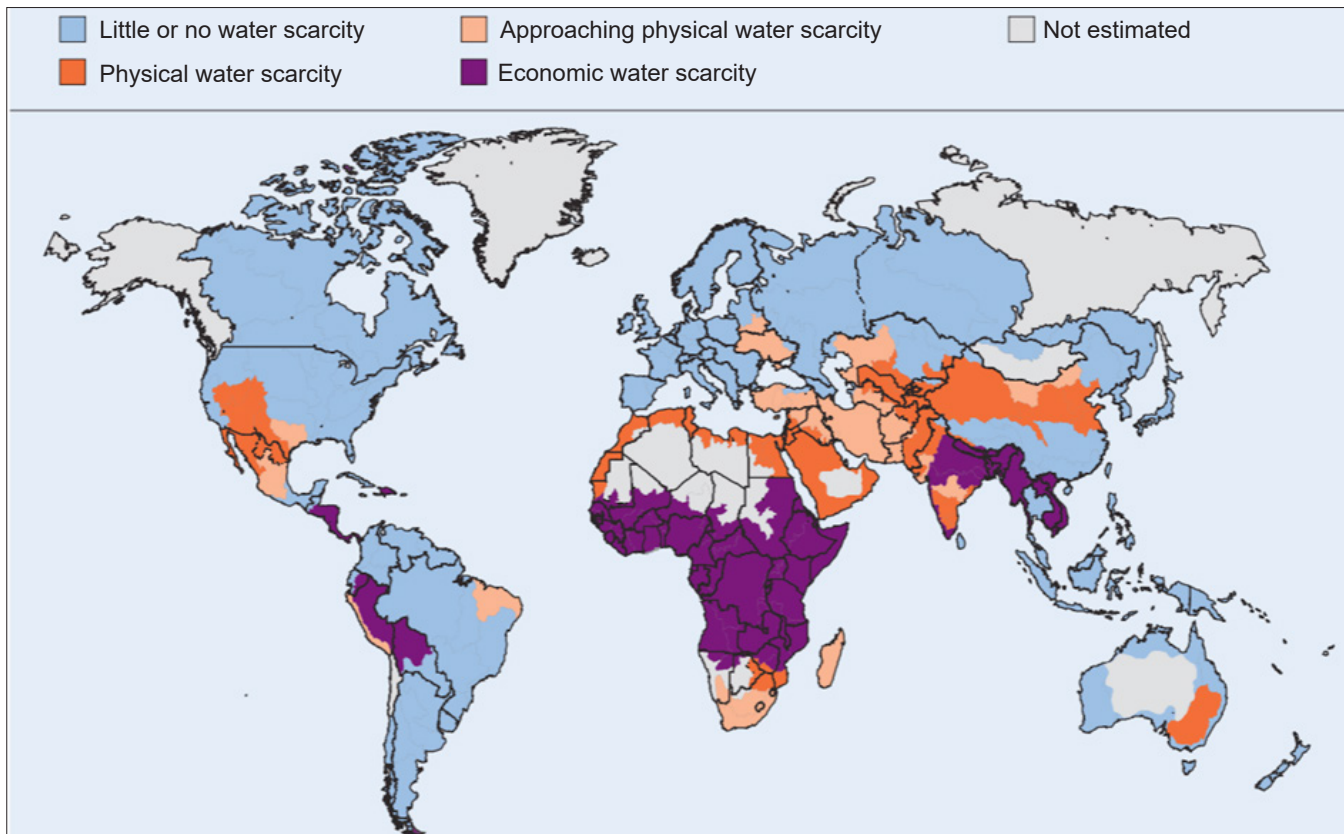 Little or no water scarcity
Approaching physical water scarcity
Not estimated
Physical water scarcity
Economic water scarcity